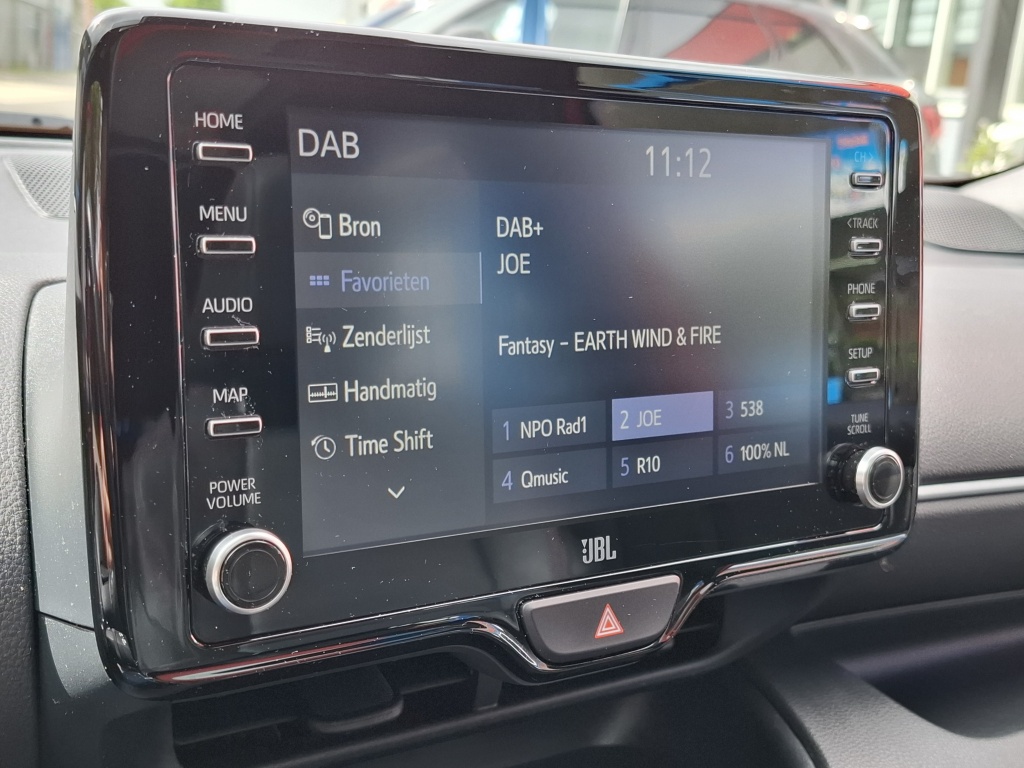 HOME
MENU
AUDIO
MAP
POWER
VOLUME
DAB
11:12
Bron
Favorieten
Zenderlijst
Handmatig
Time Shift
DAB+
JOE
Fantasy - EARTH WIND & FIRE
1 NPO Rad1
2 JOE
3 538
4 Qmusic
5 R10
6 100% NL
CH >
< TRACK
PHONE
SETUP
TUNE
SCROLL
JBL